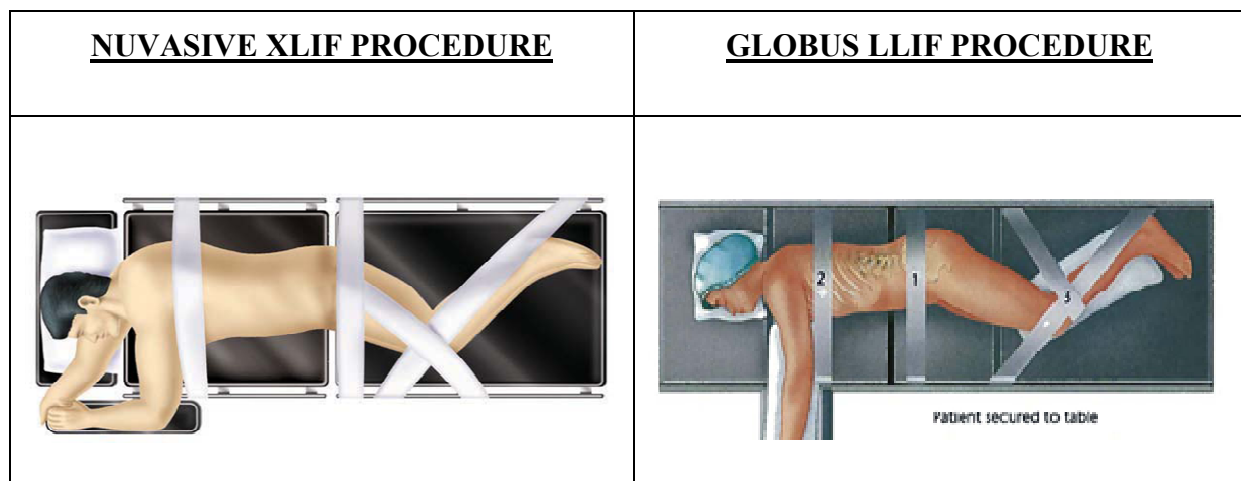 NUVASIVE XLIF PROCEDURE
GLOBUS LLIF PROCEDURE
2
1
3
Patient secured to table